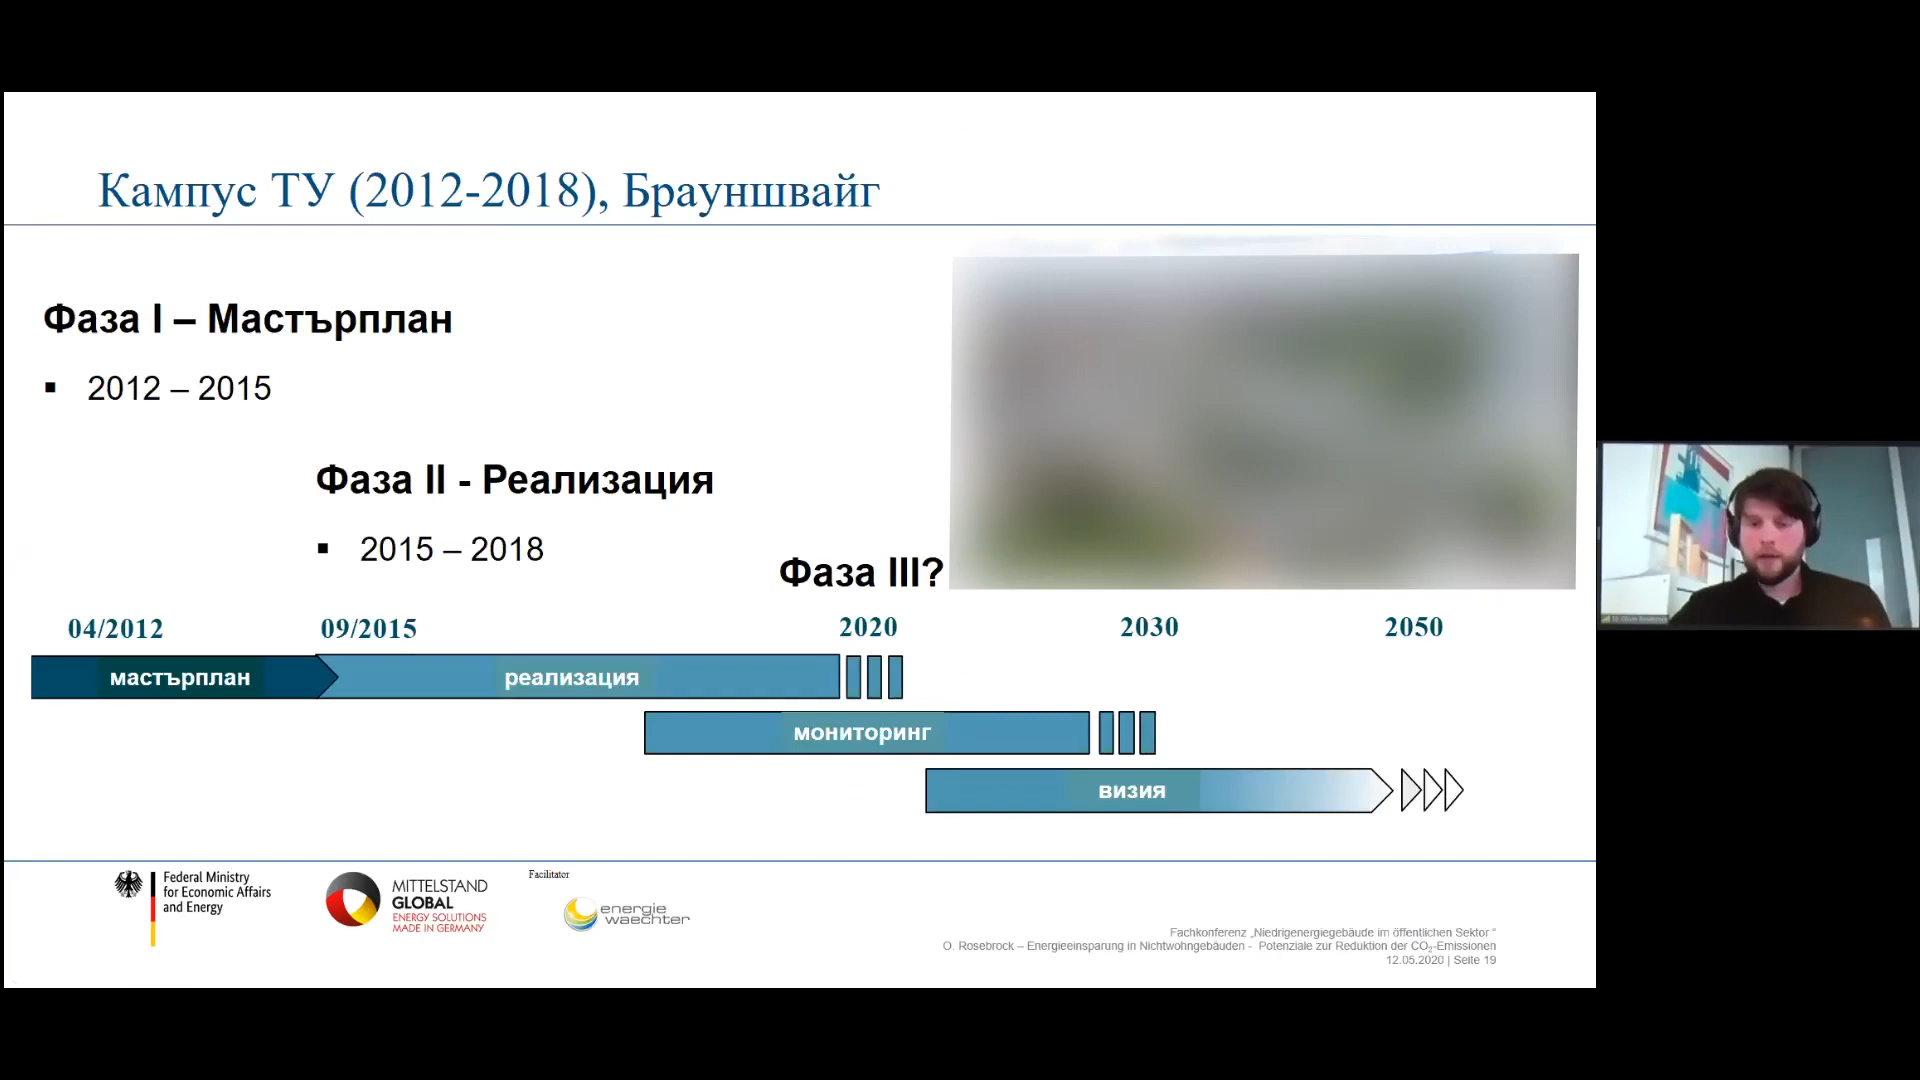 Кампус ТУ (2012-2018), Брауншвайг
Фаза I – Мастърплан
▪ 2012 – 2015
Фаза II - Реализация
▪ 2015 – 2018
Фаза III?
04/2012
09/2015
2020
2030
2050
мастърплан
реализация
мониторинг
визия
Federal Ministry
for Economic Affairs
and Energy
MITTELSTAND
GLOBAL
ENERGY SOLUTIONS
MADE IN GERMANY
Facilitator
energie
waechter
Fachkonferenz „Niedrigenergiegebäude im öffentlichen Sektor “
O. Rosebrock – Energieeinsparung in Nichtwohngebäuden - Potenziale zur Reduktion der CO₂-Emissionen
12.05.2020 | Seite 19